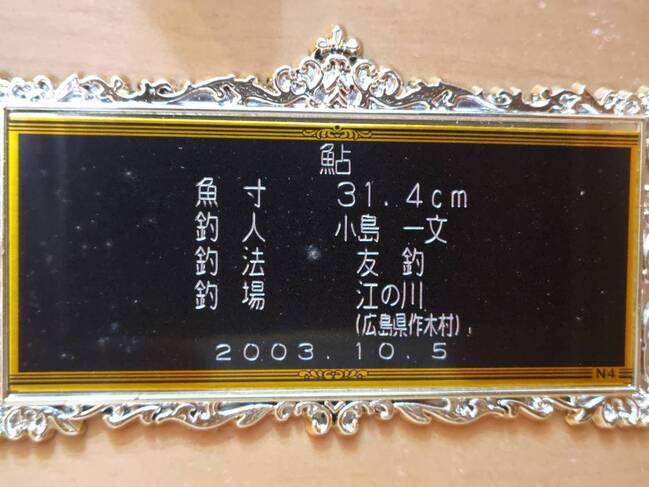 鮎
魚寸 31.4cm
釣人 小島 一文
釣法 友釣
釣場 江の川
(広島県作木村)
2003.10.5
N4